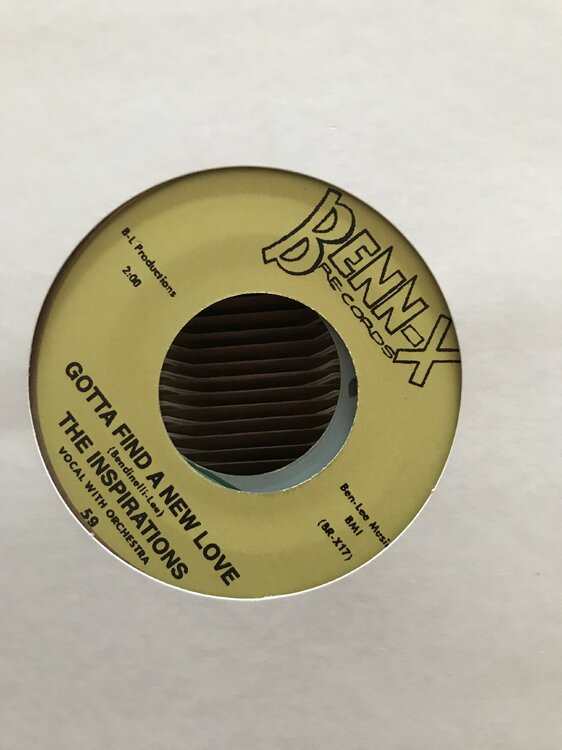 BENN-X
RECORDS
B-L Productions
2:00
Ben-Lee Musi
BMI
(BR-X17)
GOTTA FIND A NEW LOVE
(Bendinelli-Lee)
THE INSPIRATIONS
VOCAL WITH ORCHESTRA
59